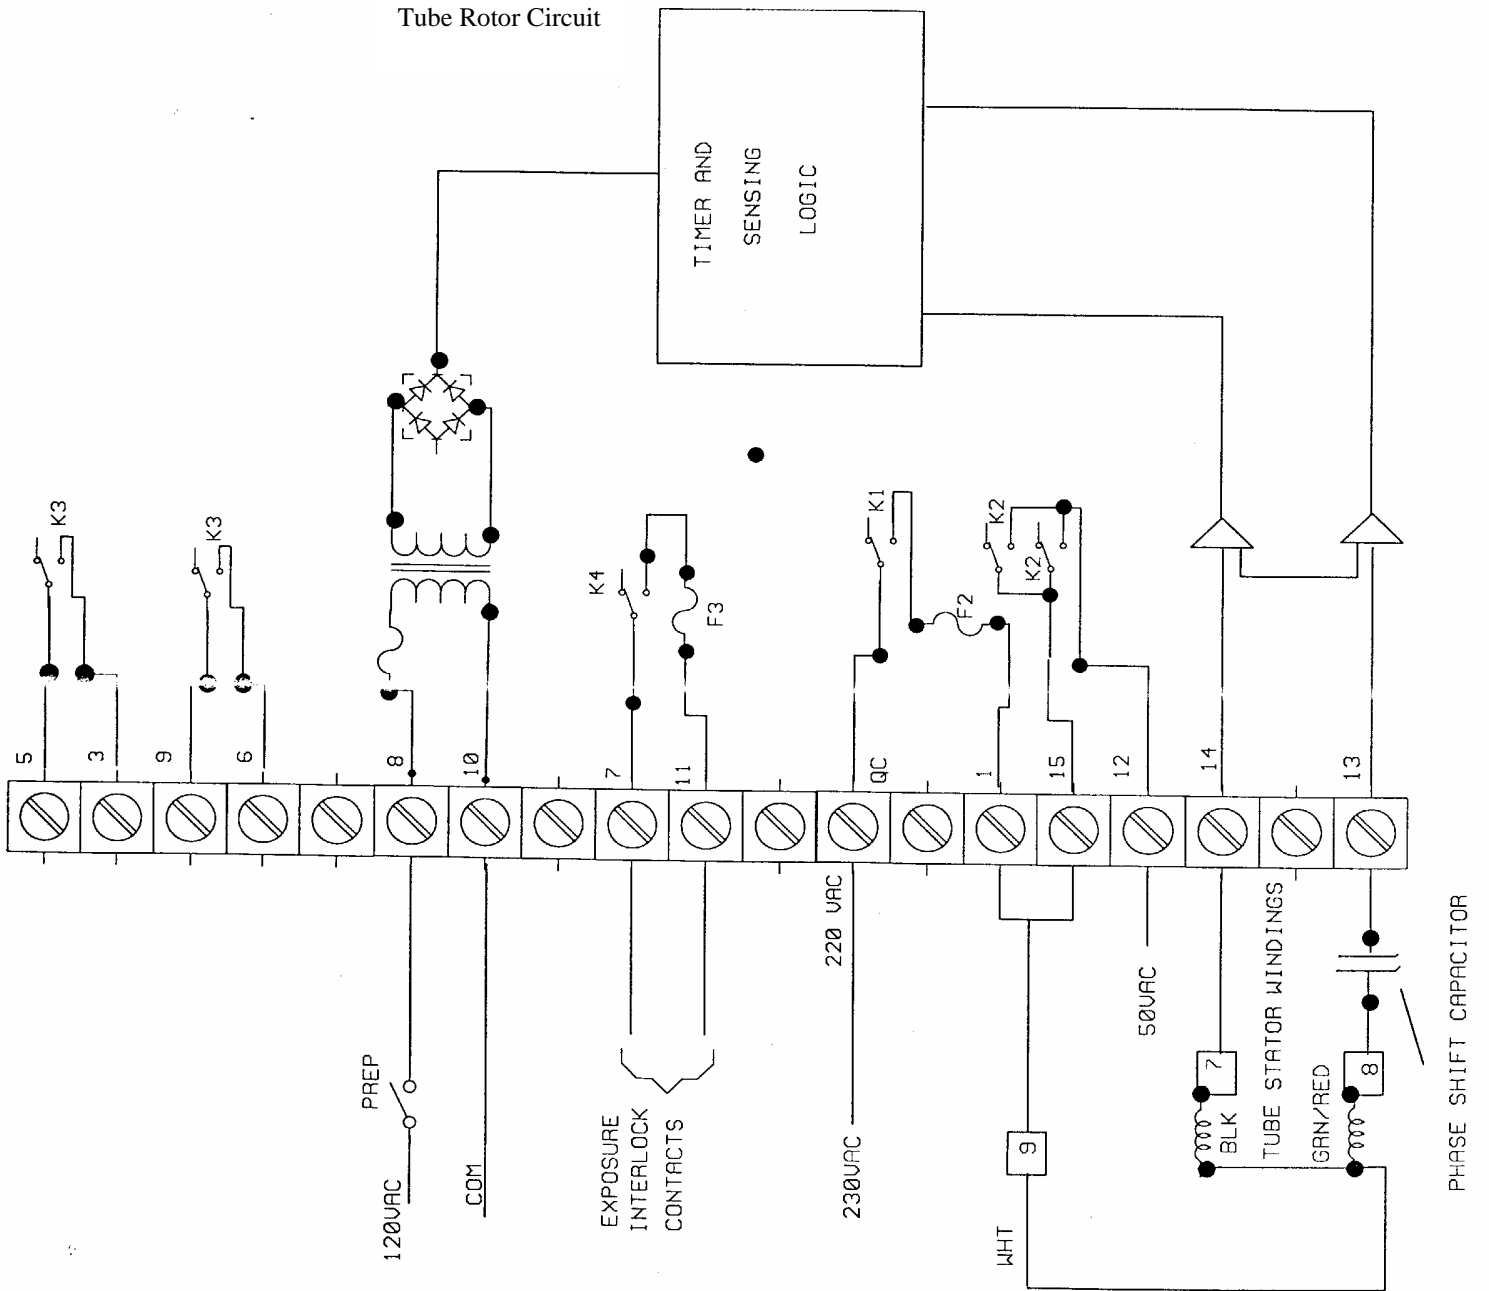 Tube Rotor Circuit
TIMER AND
SENSING
LOGIC
K3
K3
K4
F3
K1
F2
K2
K2
5
3
9
6
8
10
7
11
QC
1
15
12
14
13
PREP
120VAC
COM
EXPOSURE
INTERLOCK
CONTACTS
220 VAC
230VAC
9
WHT
50VAC
7
BLK
TUBE STATOR WINDINGS
8
GRN/RED
PHASE SHIFT CAPACITOR